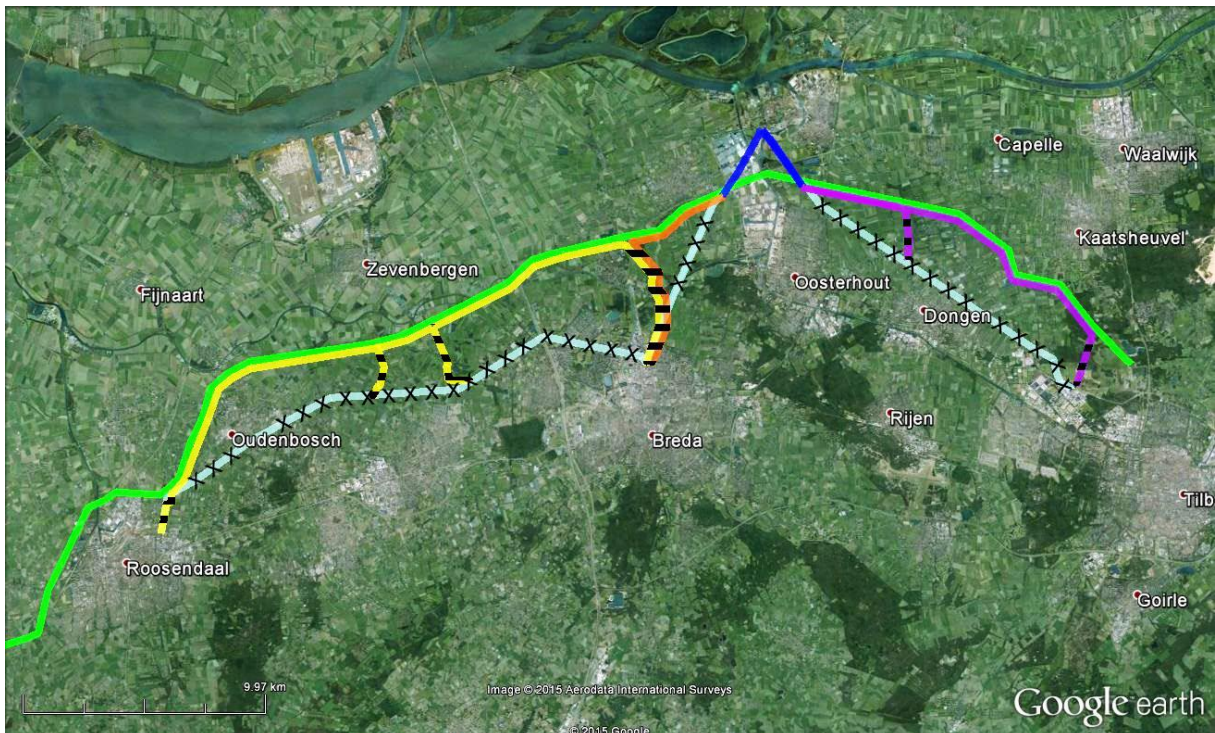 Capelle
Waalwijk
Kaatsheuvel
Zevenbergen
Oosterhout
Fijnaart
Dongen
Rijen
Oudenbosch
Breda
Tilb
Roosendaal
Goirle
9.97 km
Image © 2015 Aerodata International Surveys
© 2015 Google
Google earth